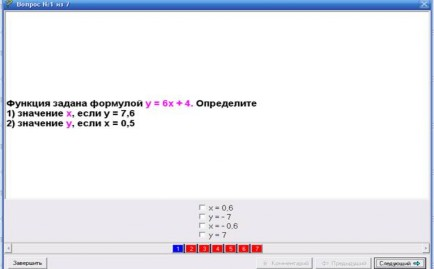 Вопрос №1 из 7
Функция задана формулой y = 6x + 4. Определите
1) значение x, если y = 7,6
2) значение y, если x = 0,5
x = 0,6
y = - 7
x = - 0,6
y = 7
1 2 3 4 5 6 7
Завершить Комментарий Предыдущий Следующий